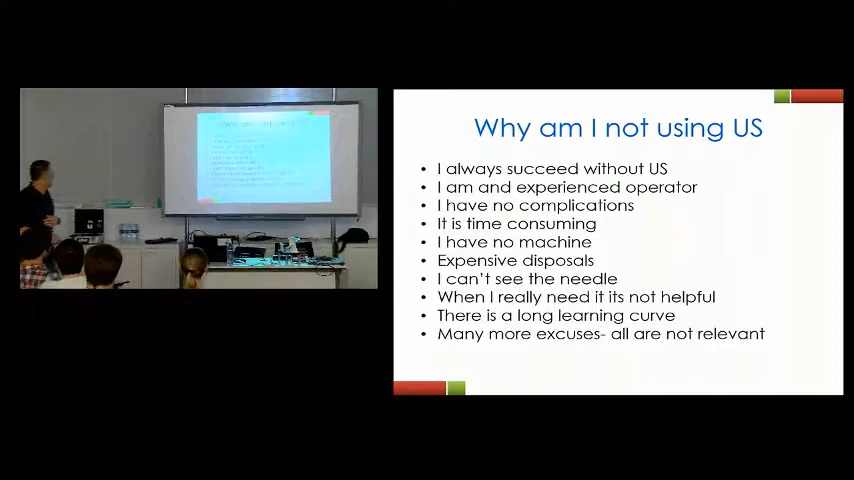 Why am I not using US
• I always succeed without US
• I am and experienced operator
• I have no complications
• It is time consuming
• I have no machine
• Expensive disposals
• I can't see the needle
• When I really need it its not helpful
• There is a long learning curve
• Many more excuses- all are not relevant